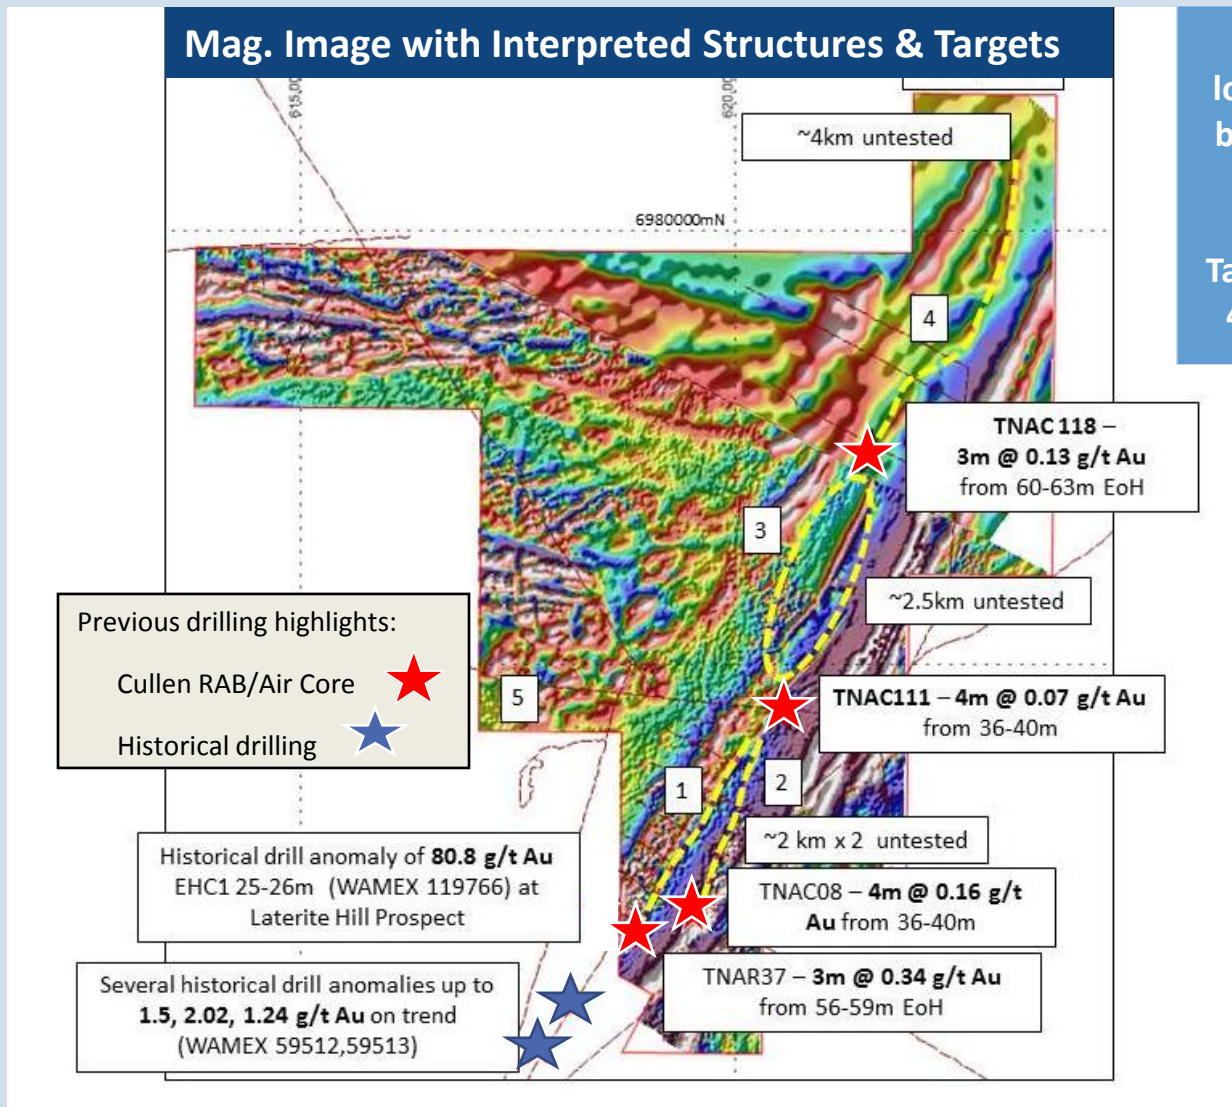 Mag. Image with Interpreted Structures & Targets
615,00
620,00
~4km untested
6980000mN
4
TNAC 118 –
3m @ 0.13 g/t Au
from 60-63m EoH
3
~2.5km untested
Previous drilling highlights:
Cullen RAB/Air Core
Historical drilling
5
TNAC111 – 4m @ 0.07 g/t Au
from 36-40m
1
2
~2 km x 2 untested
Historical drill anomaly of 80.8 g/t Au
EHC1 25-26m (WAMEX 119766) at
Laterite Hill Prospect
TNAC08 – 4m @ 0.16 g/t
Au from 36-40m
TNAR37 – 3m @ 0.34 g/t Au
from 56-59m EoH
Several historical drill anomalies up to
1.5, 2.02, 1.24 g/t Au on trend
(WAMEX 59512,59513)
Ta